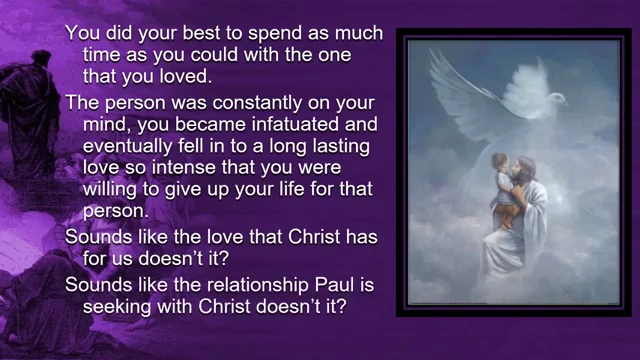 You did your best to spend as much
time as you could with the one
that you loved.
The person was constantly on your
mind, you became infatuated and
eventually fell in to a long lasting
love so intense that you were
willing to give up your life for that
person.
Sounds like the love that Christ has
for us doesn’t it?
Sounds like the relationship Paul is
seeking with Christ doesn’t it?